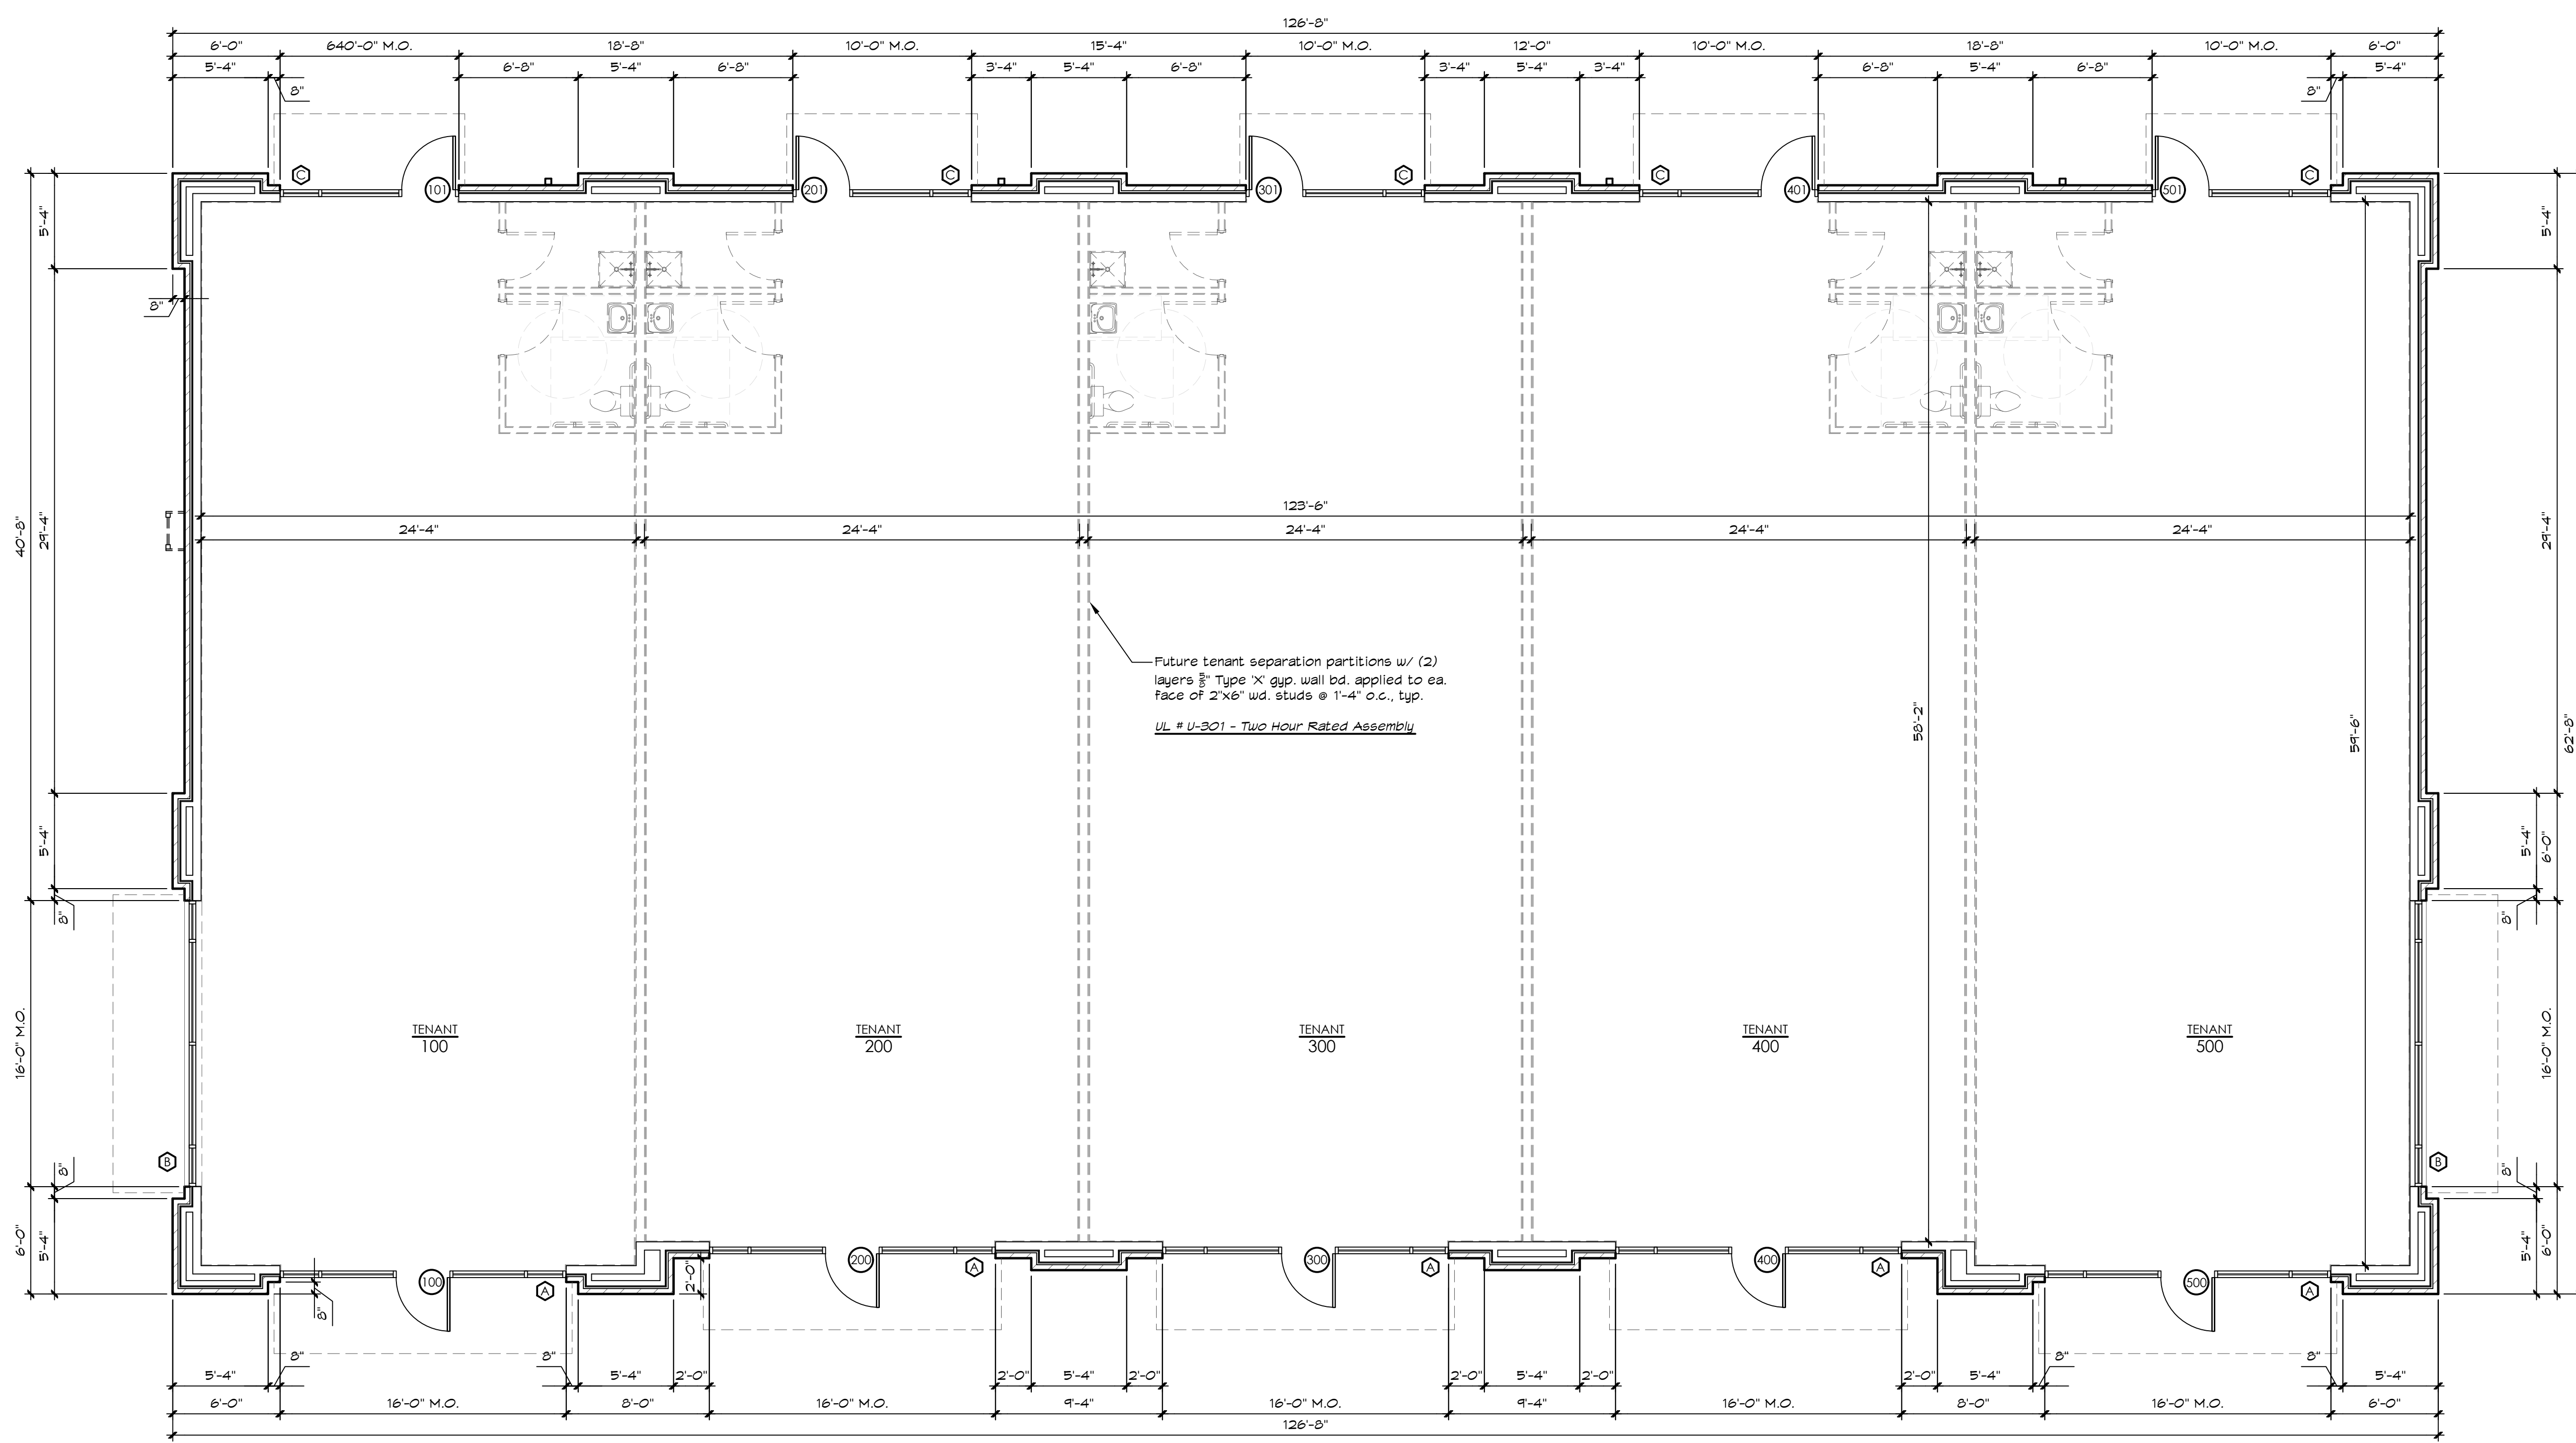 126'-8"
6'-0" 640'-0" M.O. 18'-8" 10'-0" M.O. 15'-4" 10'-0" M.O. 12'-0" 10'-0" M.O. 18'-8" 10'-0" M.O. 6'-0"
5'-4" 6'-8" 5'-4" 6'-8" 3'-4" 5'-4" 6'-8" 3'-4" 5'-4" 3'-4" 6'-8" 5'-4" 6'-8" 5'-4"
8" 8"
C C C C C
101 201 301 401 501
5'-4" 5'-4"
8"
123'-6"
24'-4" 24'-4" 24'-4" 24'-4" 24'-4"
40'-8" 29'-4" 29'-4"
Future tenant separation partitions w/ (2)
layers 5/8" Type 'X' gyp. wall bd. applied to ea.
face of 2"x6" wd. studs @ 1'-4" o.c., typ.
UL # U-301 - Two Hour Rated Assembly
58'-2" 59'-6" 62'-8"
5'-4" 5'-4" 6'-0"
8" 8"
TENANT TENANT TENANT TENANT TENANT
100 200 300 400 500
16'-0" M.O. 16'-0" M.O.
B B
8" 8"
6'-0" 5'-4" 5'-4" 6'-0"
200 300 400
A A A
100 500
2'-0"
A A
8"
8" 8" 8" 8"
5'-4" 5'-4" 2'-0" 2'-0" 5'-4" 2'-0" 2'-0" 5'-4" 2'-0" 2'-0" 5'-4" 5'-4"
6'-0" 16'-0" M.O. 8'-0" 16'-0" M.O. 9'-4" 16'-0" M.O. 9'-4" 16'-0" M.O. 8'-0" 16'-0" M.O. 6'-0"
126'-8"